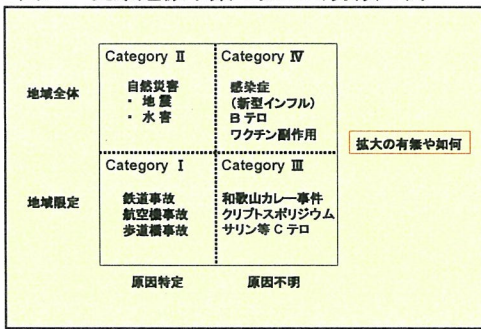 Category Ⅱ
自然災害
・ 地 震
・ 水 害
Category Ⅳ
感染症
(新型インフル)
B テロ
ワクチン副作用
地域全体
拡大の有無や如何
Category Ⅰ
鉄道事故
航空機事故
歩道橋事故
Category Ⅲ
和歌山カレー事件
クリプトスポリジウム
サリン等 C テロ
地域限定
原因特定
原因不明